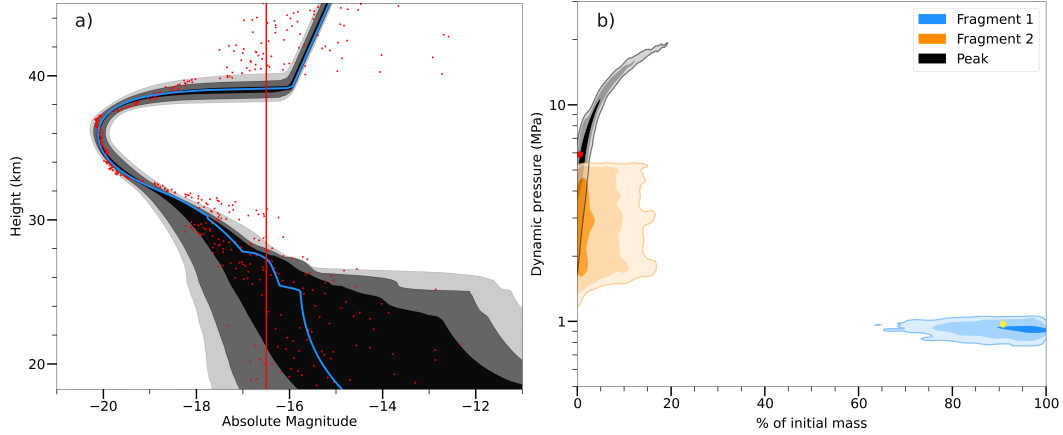 a)
40
30
20
Height (km)
−20
−18
−16
−14
−12
Absolute Magnitude
b)
Fragment 1
Fragment 2
Peak
10
1
Dynamic pressure (MPa)
0
20
40
60
80
100
% of initial mass